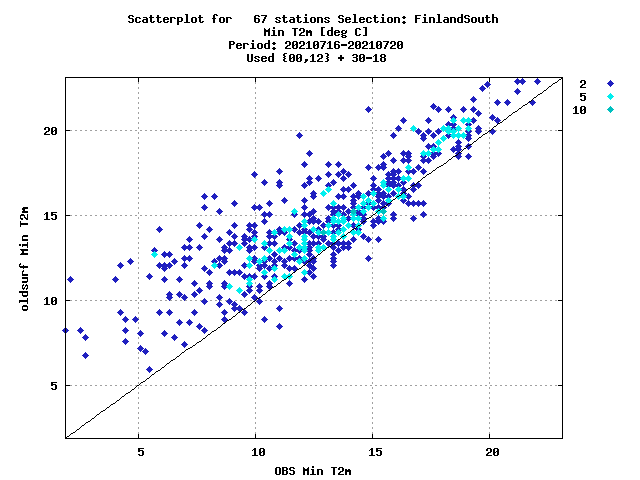 Scatterplot for   67 stations Selection: FinlandSouth
Min T2m [deg C]
Period: 20210716-20210720
Used {00,12} + 30-18
2
5
10
20
15
10
5
oldsurf Min T2m
5 10 15 20
OBS Min T2m